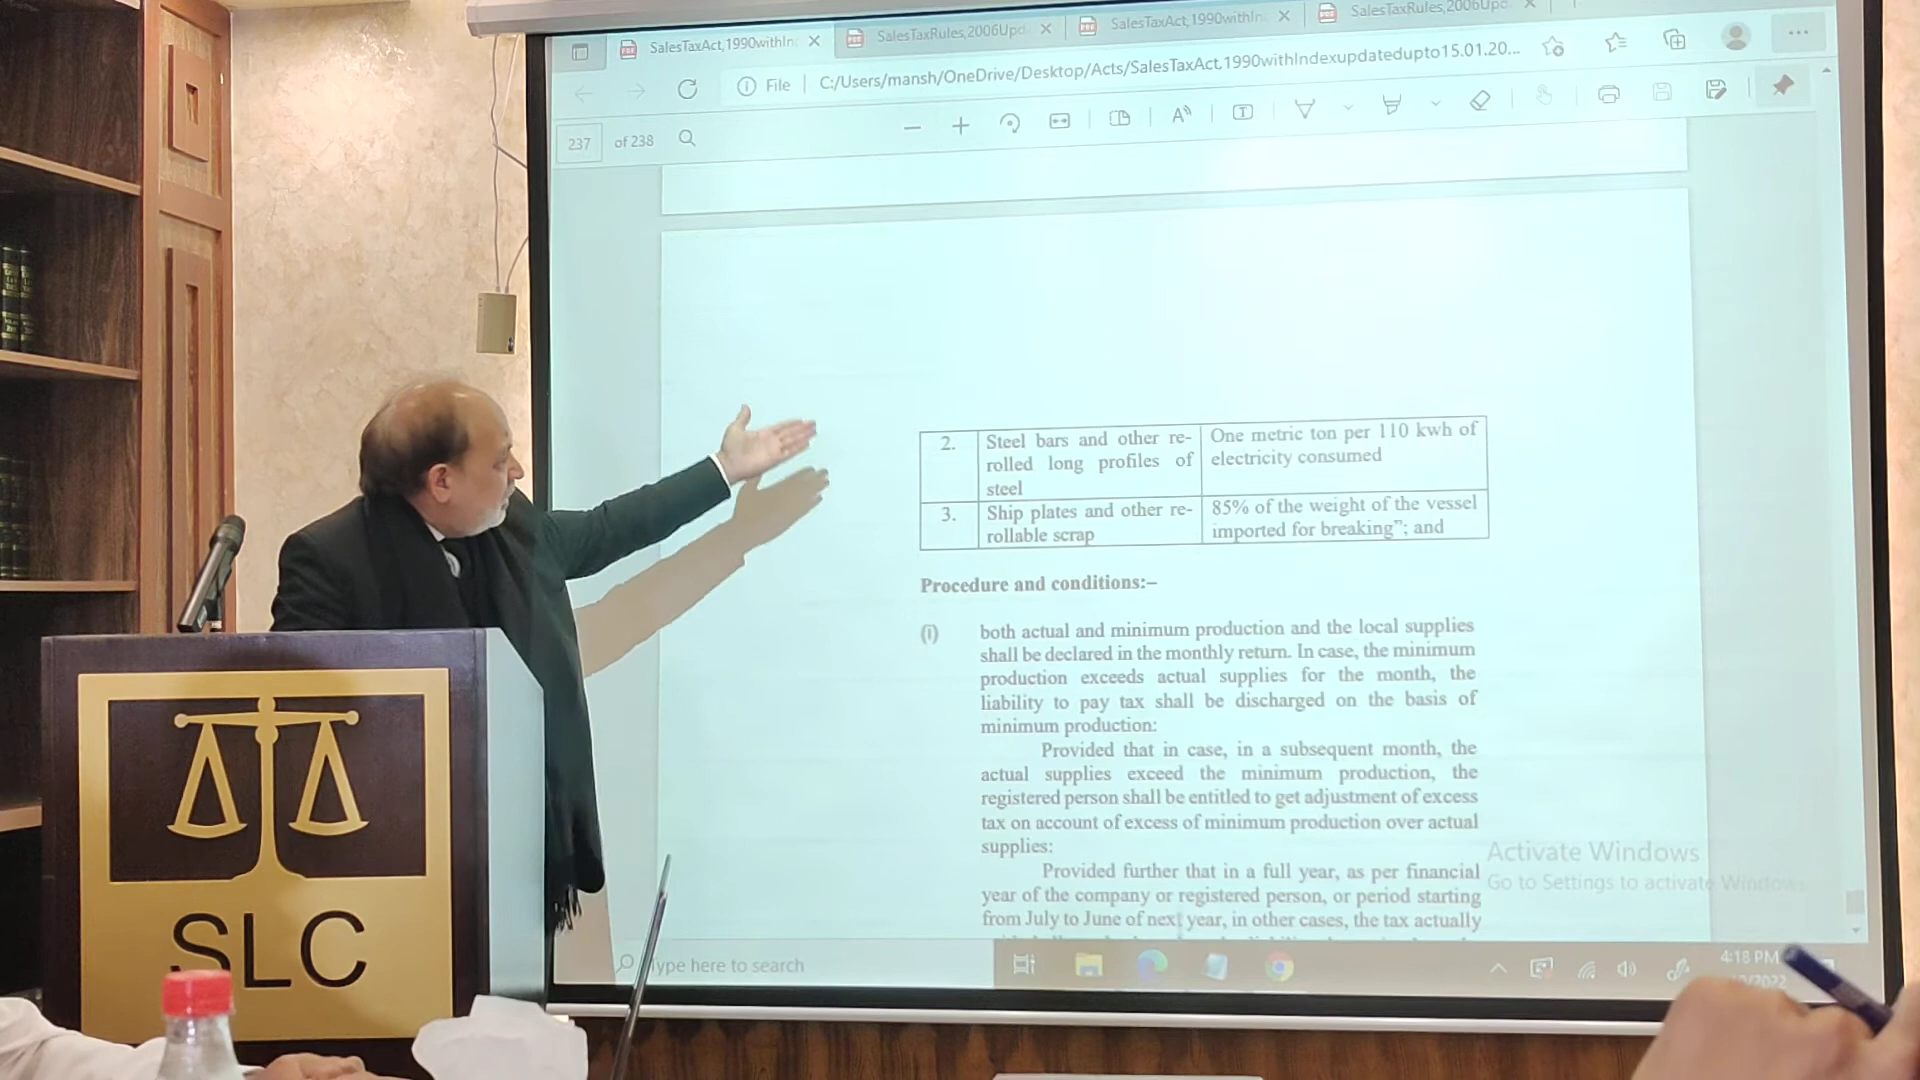 SalesTaxAct,1990withInd
SalesTaxRules,2006Upd
SalesTaxAct,1990withIn
SalesTaxRules,2006Upd
File
C:/Users/mansh/OneDrive/Desktop/Acts/SalesTaxAct,1990withIndexupdatedupto15.01.20...
237 of 238
2. Steel bars and other re-
rolled long profiles of
steel
One metric ton per 110 kwh of
electricity consumed
3. Ship plates and other re-
rollable scrap
85% of the weight of the vessel
imported for breaking”; and
Procedure and conditions:–
(i) both actual and minimum production and the local supplies
shall be declared in the monthly return. In case, the minimum
production exceeds actual supplies for the month, the
liability to pay tax shall be discharged on the basis of
minimum production:
Provided that in case, in a subsequent month, the
actual supplies exceed the minimum production, the
registered person shall be entitled to get adjustment of excess
tax on account of excess of minimum production over actual
supplies:
Provided further that in a full year, as per financial
year of the company or registered person, or period starting
from July to June of next year, in other cases, the tax actually
Activate Windows
Go to Settings to activate Windows.
Type here to search
4:18 PM
/2022
SLC